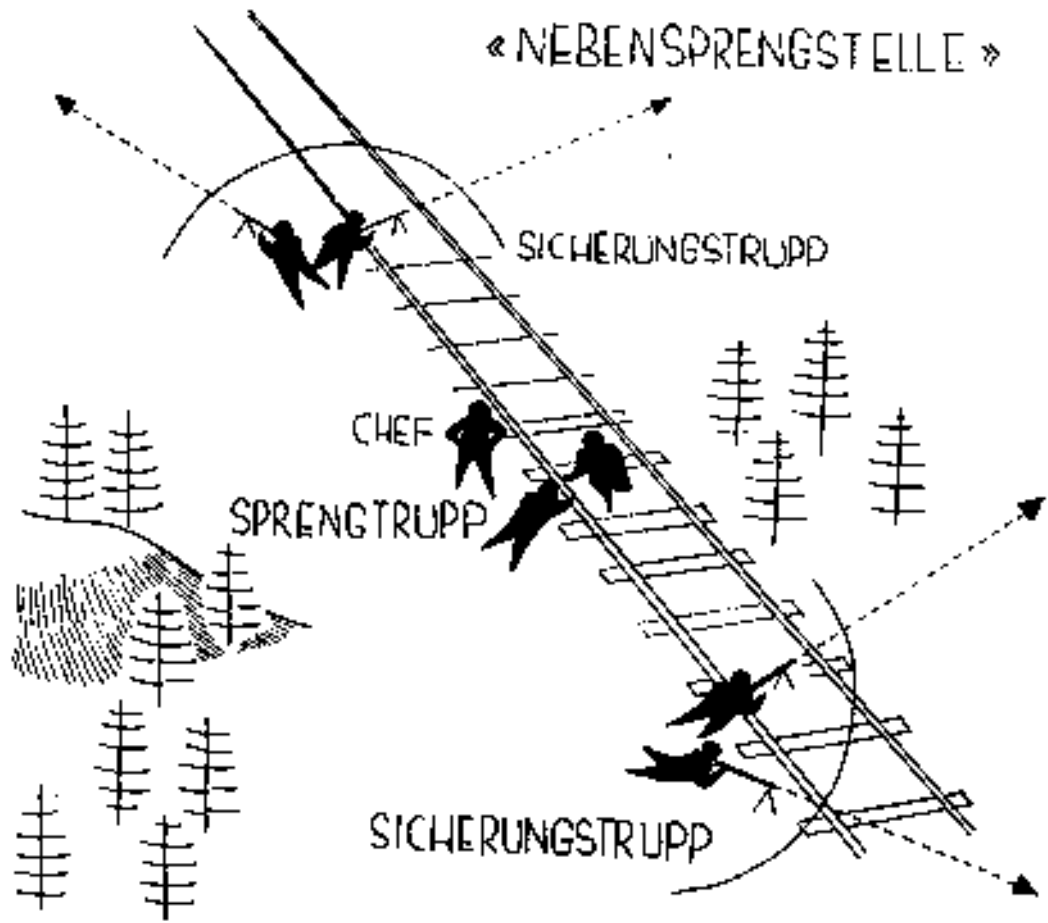 « NEBENSPRENGSTELLE »
SICHERUNGSTRUPP
CHEF
SPRENGTRUPP
SICHERUNGSTRUPP